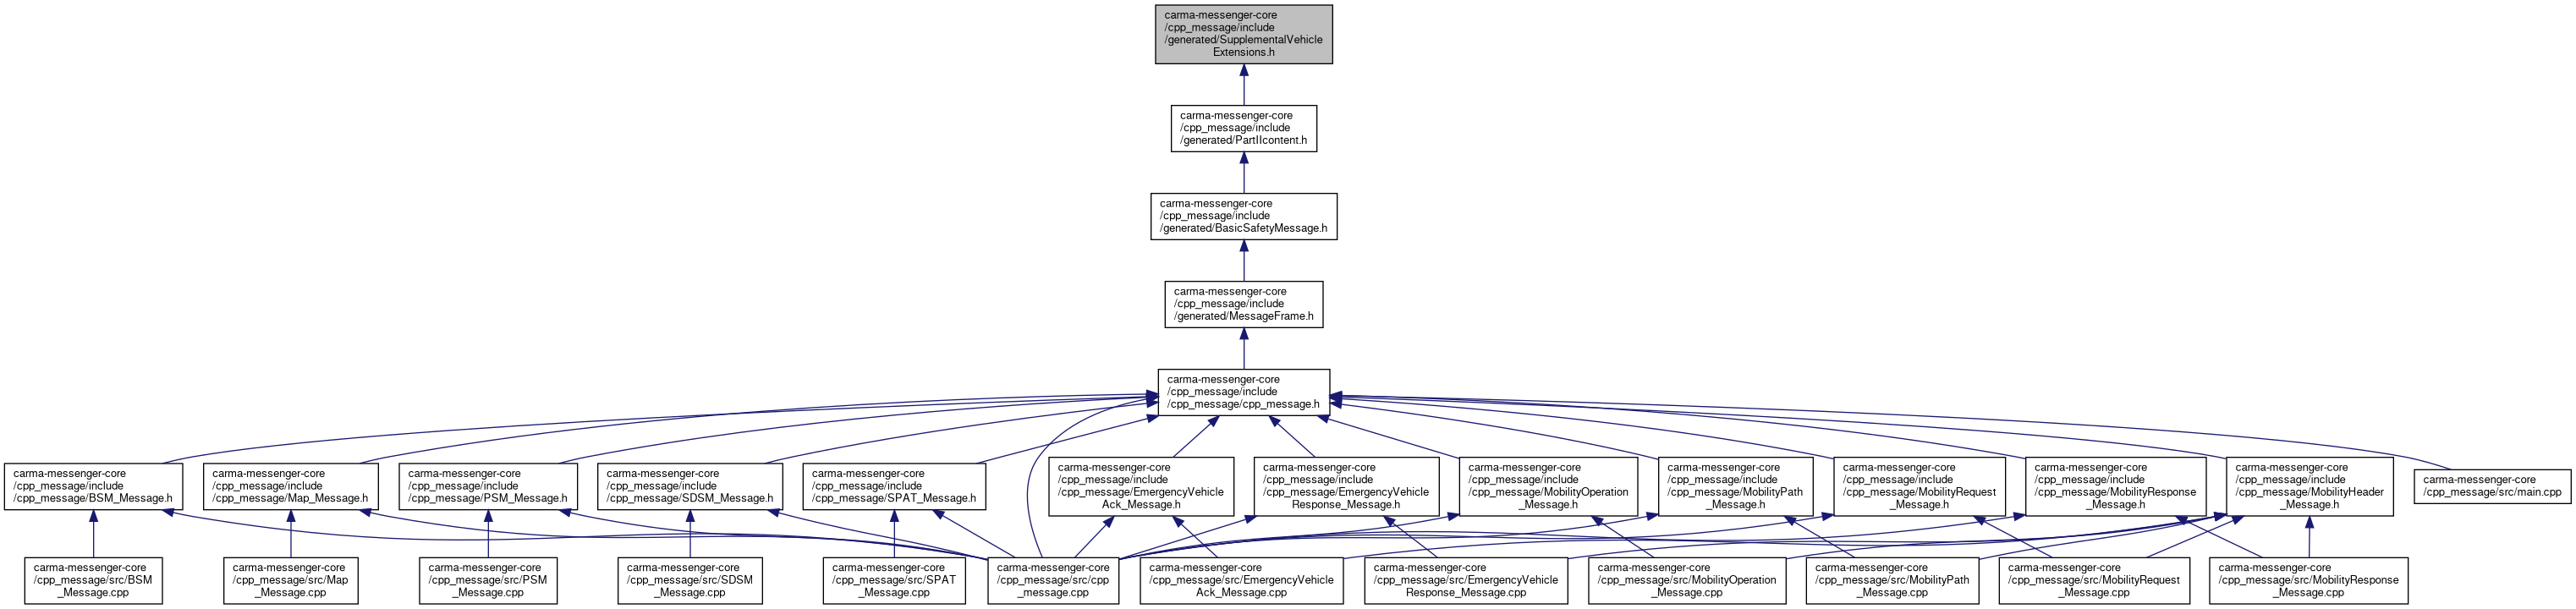 carma-messenger-core
/cpp_message/include
/generated/SupplementalVehicle
Extensions.h
carma-messenger-core
/cpp_message/include
/generated/PartIIcontent.h
carma-messenger-core
/cpp_message/include
/generated/BasicSafetyMessage.h
carma-messenger-core
/cpp_message/include
/generated/MessageFrame.h
carma-messenger-core
/cpp_message/include
/cpp_message/cpp_message.h
carma-messenger-core
/cpp_message/include
/cpp_message/BSM_Message.h
carma-messenger-core
/cpp_message/include
/cpp_message/Map_Message.h
carma-messenger-core
/cpp_message/include
/cpp_message/PSM_Message.h
carma-messenger-core
/cpp_message/include
/cpp_message/SDSM_Message.h
carma-messenger-core
/cpp_message/include
/cpp_message/SPAT_Message.h
carma-messenger-core
/cpp_message/include
/cpp_message/EmergencyVehicle
Ack_Message.h
carma-messenger-core
/cpp_message/include
/cpp_message/EmergencyVehicle
Response_Message.h
carma-messenger-core
/cpp_message/include
/cpp_message/MobilityOperation
_Message.h
carma-messenger-core
/cpp_message/include
/cpp_message/MobilityPath
_Message.h
carma-messenger-core
/cpp_message/include
/cpp_message/MobilityRequest
_Message.h
carma-messenger-core
/cpp_message/include
/cpp_message/MobilityResponse
_Message.h
carma-messenger-core
/cpp_message/include
/cpp_message/MobilityHeader
_Message.h
carma-messenger-core
/cpp_message/src/main.cpp
carma-messenger-core
/cpp_message/src/BSM
_Message.cpp
carma-messenger-core
/cpp_message/src/Map
_Message.cpp
carma-messenger-core
/cpp_message/src/PSM
_Message.cpp
carma-messenger-core
/cpp_message/src/SDSM
_Message.cpp
carma-messenger-core
/cpp_message/src/SPAT
_Message.cpp
carma-messenger-core
/cpp_message/src/cpp
_message.cpp
carma-messenger-core
/cpp_message/src/EmergencyVehicle
Ack_Message.cpp
carma-messenger-core
/cpp_message/src/EmergencyVehicle
Response_Message.cpp
carma-messenger-core
/cpp_message/src/MobilityOperation
_Message.cpp
carma-messenger-core
/cpp_message/src/MobilityPath
_Message.cpp
carma-messenger-core
/cpp_message/src/MobilityRequest
_Message.cpp
carma-messenger-core
/cpp_message/src/MobilityResponse
_Message.cpp